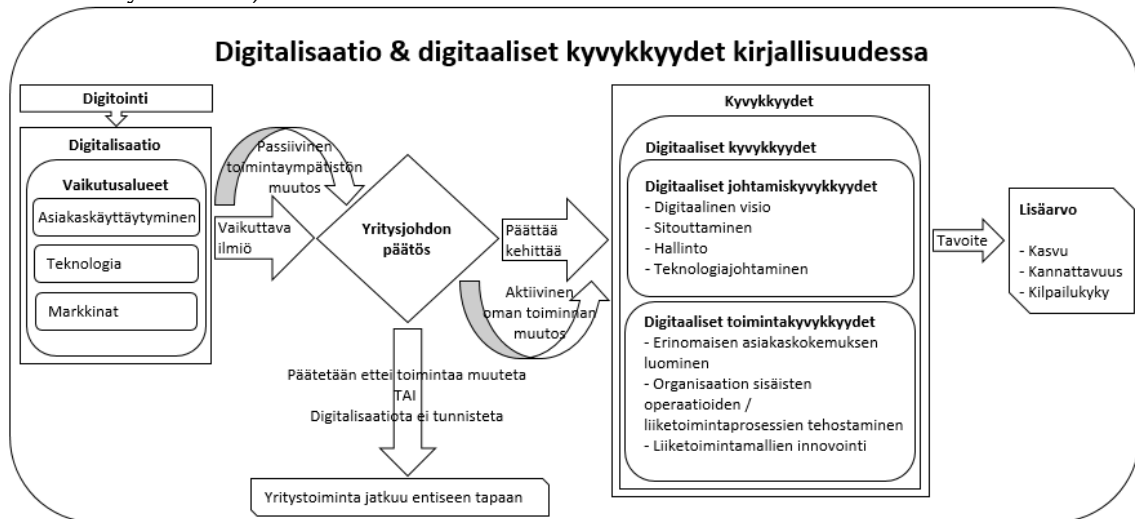 Digitalisaatio & digitaaliset kyvykkyydet kirjallisuudessa
Digitointi
Digitalisaatio
Vaikutusalueet
Asiakaskäyttäytyminen
Teknologia
Markkinat
Passiivinen
toimintaympätistön
muutos
Vaikuttava
ilmiö
Yritysjohdon
päätös
Päättää
kehittää
Aktiivinen
oman toiminnan
muutos
Päätetään ettei toimintaa muuteta
TAI
Digitalisaatiota ei tunnisteta
Yritystoiminta jatkuu entiseen tapaan
Kyvykkyydet
Digitaaliset kyvykkyydet
Digitaaliset johtamiskyvykkyydet
- Digitaalinen visio
- Sitouttaminen
- Hallinto
- Teknologiajohtaminen
Digitaaliset toimintakyvykkyydet
- Erinomaisen asiakaskokemuksen
luominen
- Organisaation sisäisten
operaatioiden /
liiketoimintaprosessien tehostaminen
- Liiketoimintamallien innovointi
Tavoite
Lisäarvo
- Kasvu
- Kannattavuus
- Kilpailukyky